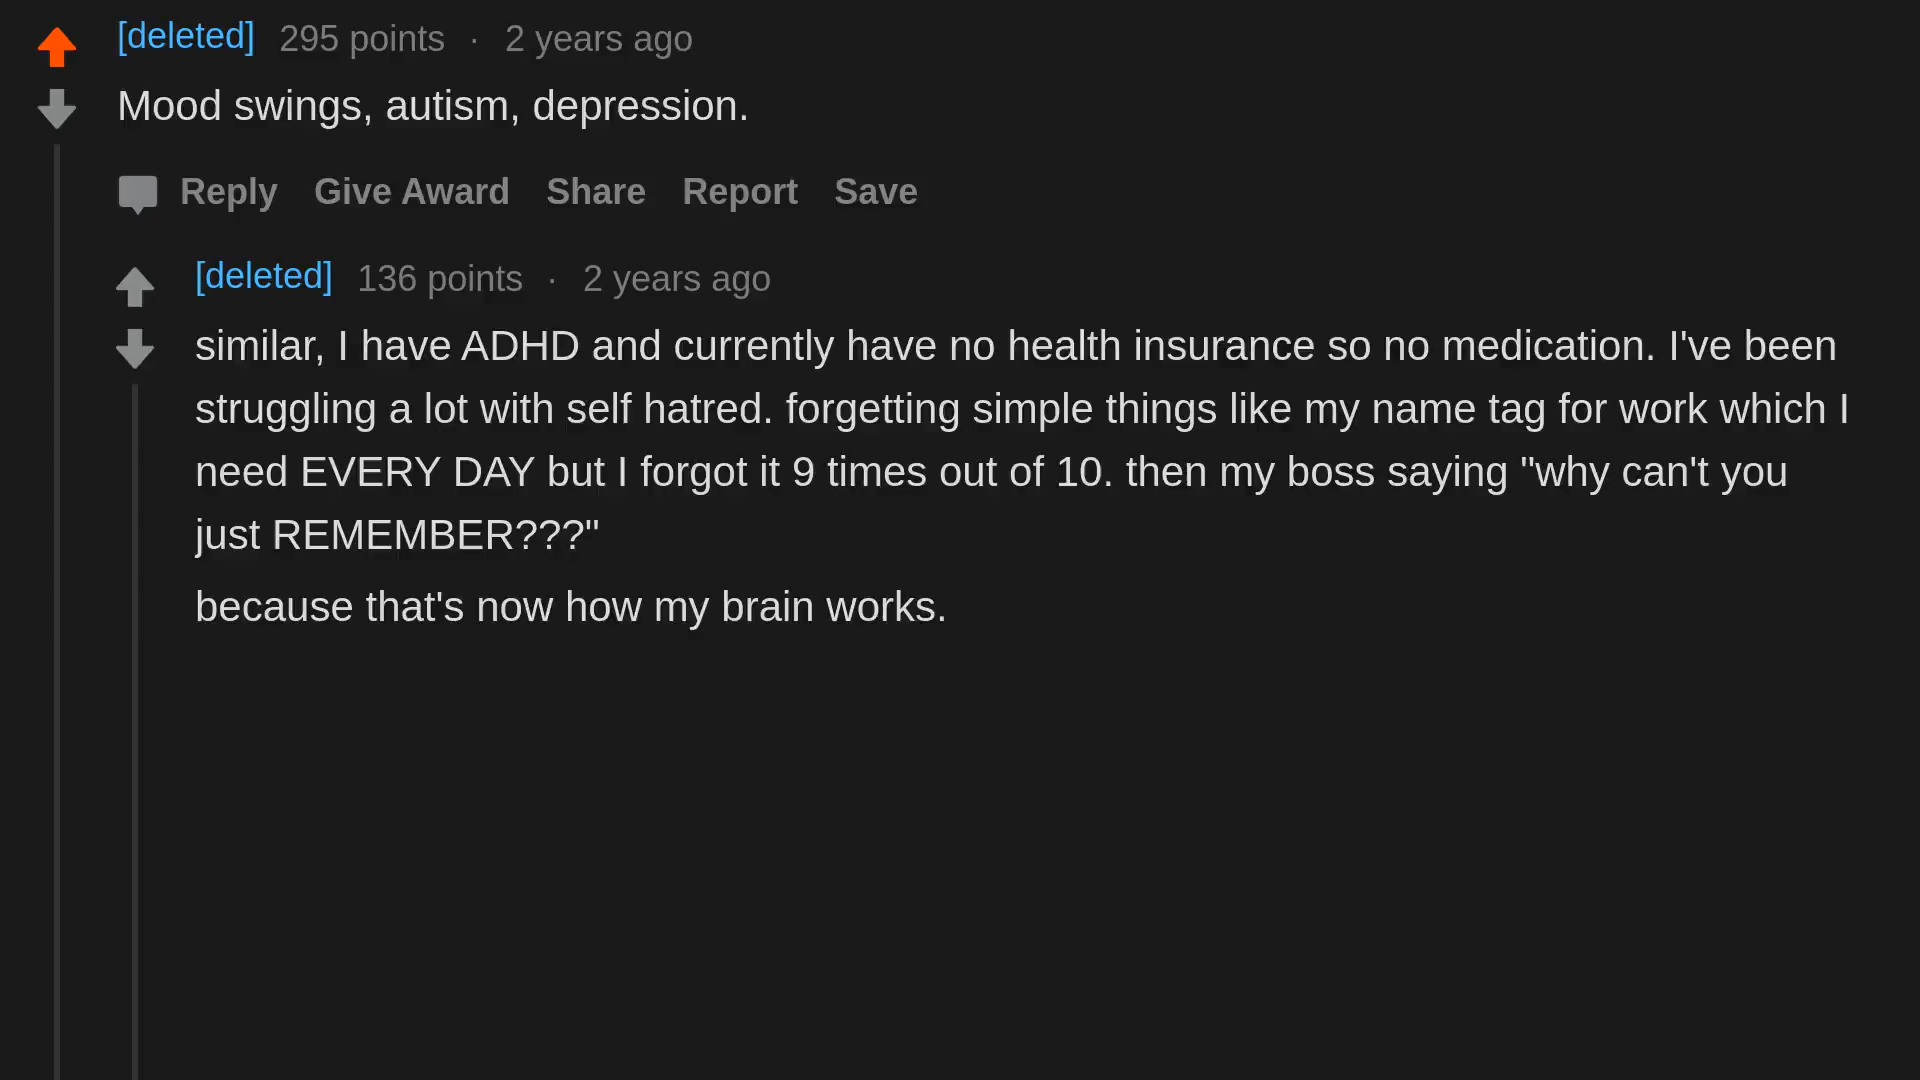 [deleted] 295 points · 2 years ago
Mood swings, autism, depression.
Reply Give Award Share Report Save
[deleted] 136 points · 2 years ago
similar, I have ADHD and currently have no health insurance so no medication. I've been
struggling a lot with self hatred. forgetting simple things like my name tag for work which I
need EVERY DAY but I forgot it 9 times out of 10. then my boss saying "why can't you
just REMEMBER???"
because that's now how my brain works.